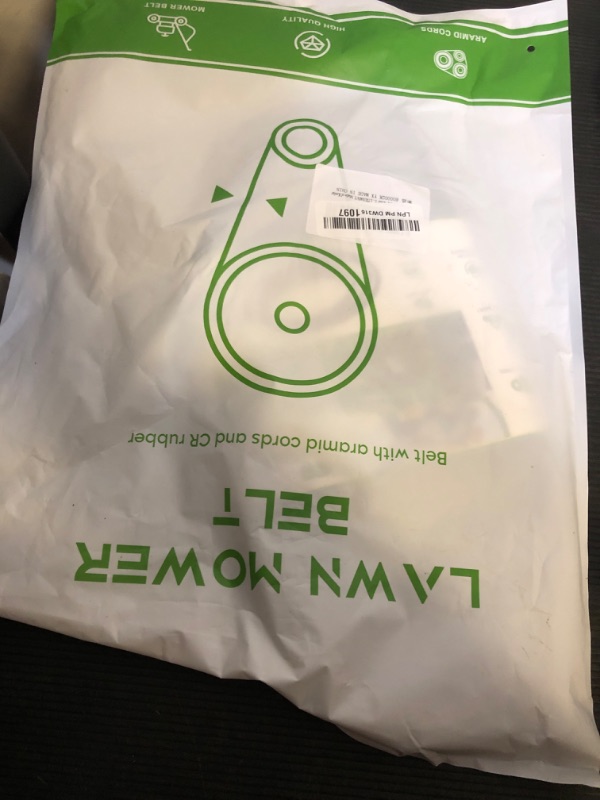 LAWN MOWER
BELT
Belt with aramid cords and CR rubber
LPN PM DW315 1097
ARAMID CORDS
HIGH QUALITY
MOWER BELT